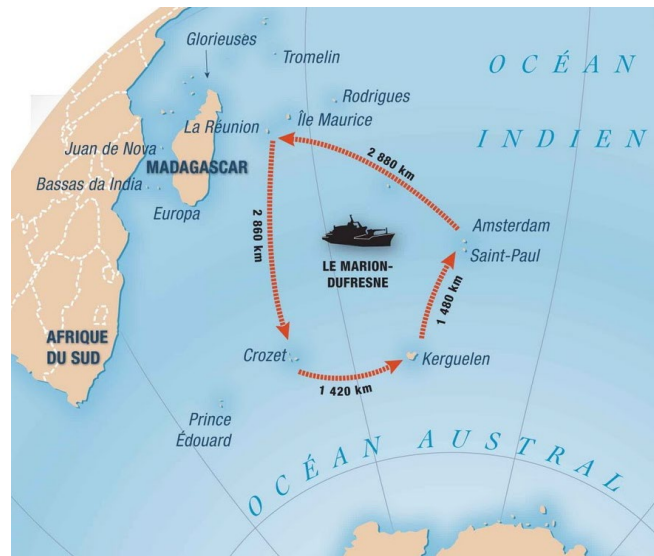 Glorieuses
Tromelin
OCÉAN
INDIEN
Rodrigues
Île Maurice
La Réunion
Juan de Nova
MADAGASCAR
Bassas da India
Europa
2 880 km
2 860 km
Amsterdam
Saint-Paul
LE MARION-
DUFRESNE
1 480 km
AFRIQUE
DU SUD
Crozet
Kerguelen
1 420 km
Prince
Édouard
OCÉAN AUSTRAL